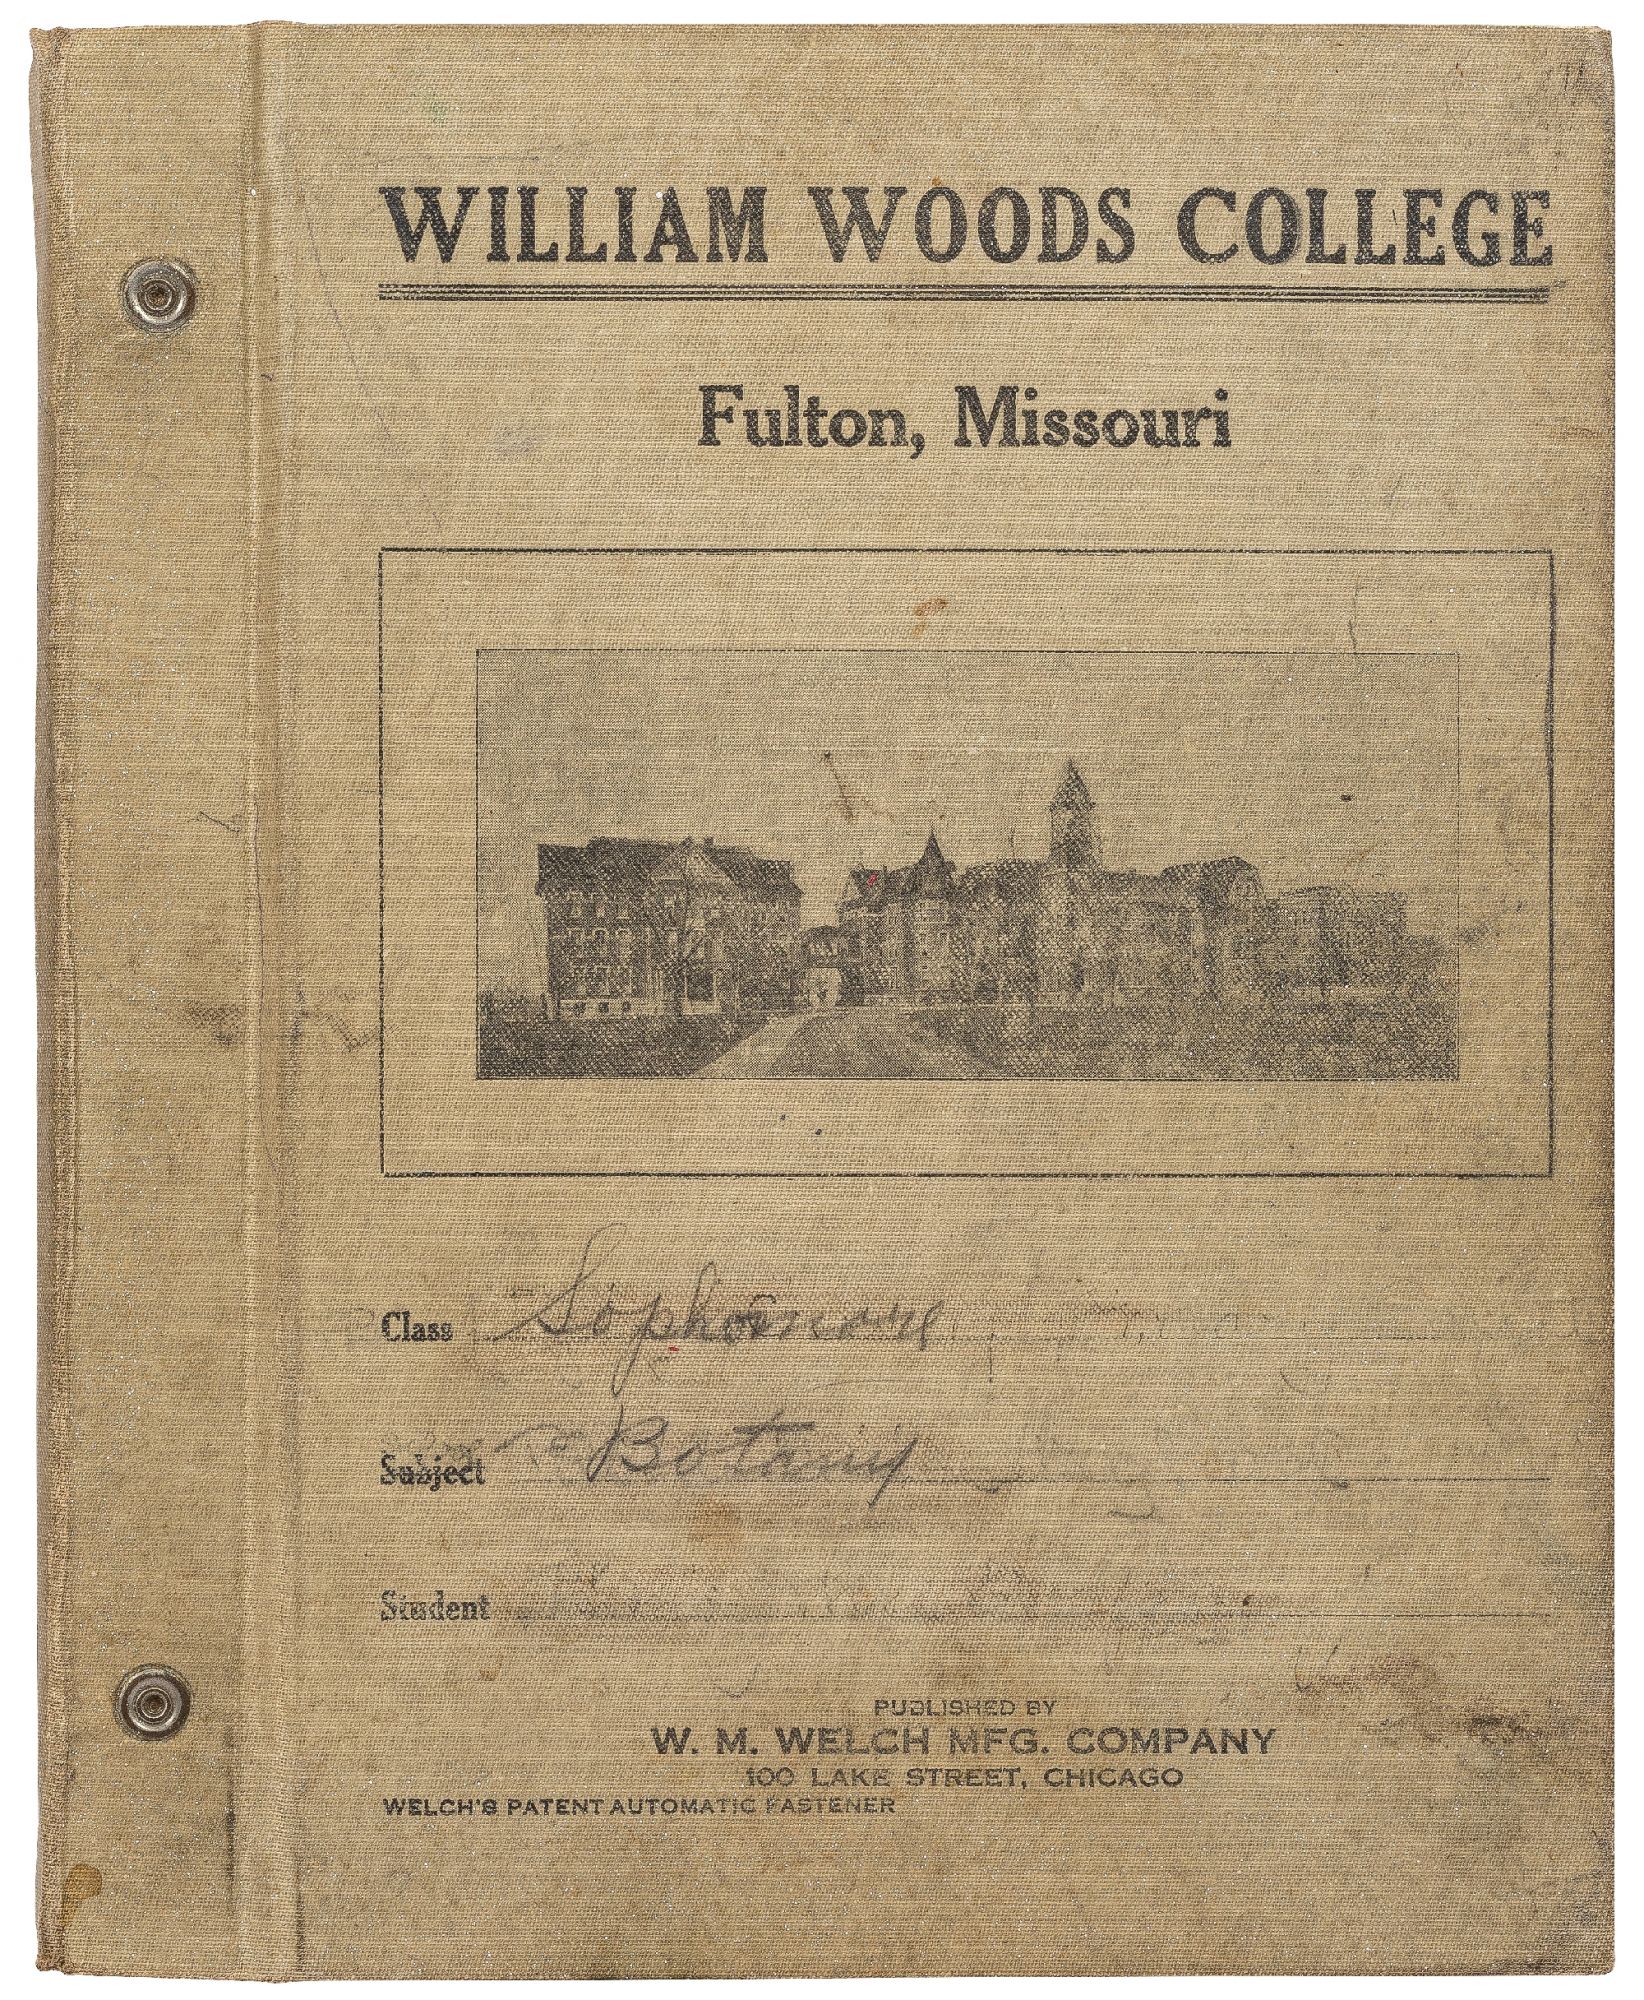 WILLIAM WOODS COLLEGE
Fulton, Missouri
Class Sophomore
Subject Botany
Student
PUBLISHED BY
W. M. WELCH MFG. COMPANY
100 LAKE STREET, CHICAGO
WELCH'S PATENT AUTOMATIC FASTENER